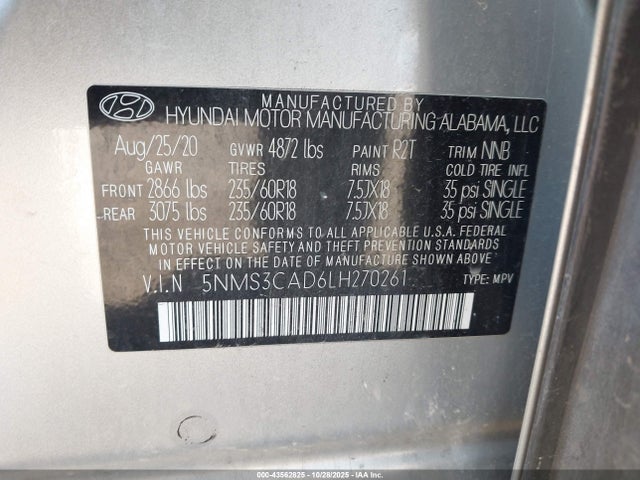 MANUFACTURED BY
HYUNDAI MOTOR MANUFACTURING ALABAMA, LLC
Aug/25/20 GVWR 4872 lbs PAINT R2T TRIM NNB
GAWR TIRES RIMS COLD TIRE INFL
FRONT 2866 lbs 235/60R18 7.5JX18 35 psi SINGLE
REAR 3075 lbs 235/60R18 7.5JX18 35 psi SINGLE
THIS VEHICLE CONFORMS TO ALL APPLICABLE U.S.A. FEDERAL
MOTOR VEHICLE SAFETY AND THEFT PREVENTION STANDARDS
IN EFFECT ON THE DATE OF MANUFACTURE SHOWN ABOVE
V.I.N 5NMS3CAD6LH270261 TYPE: MPV
000-43562825 | 10/28/2025 | IAAI.COM